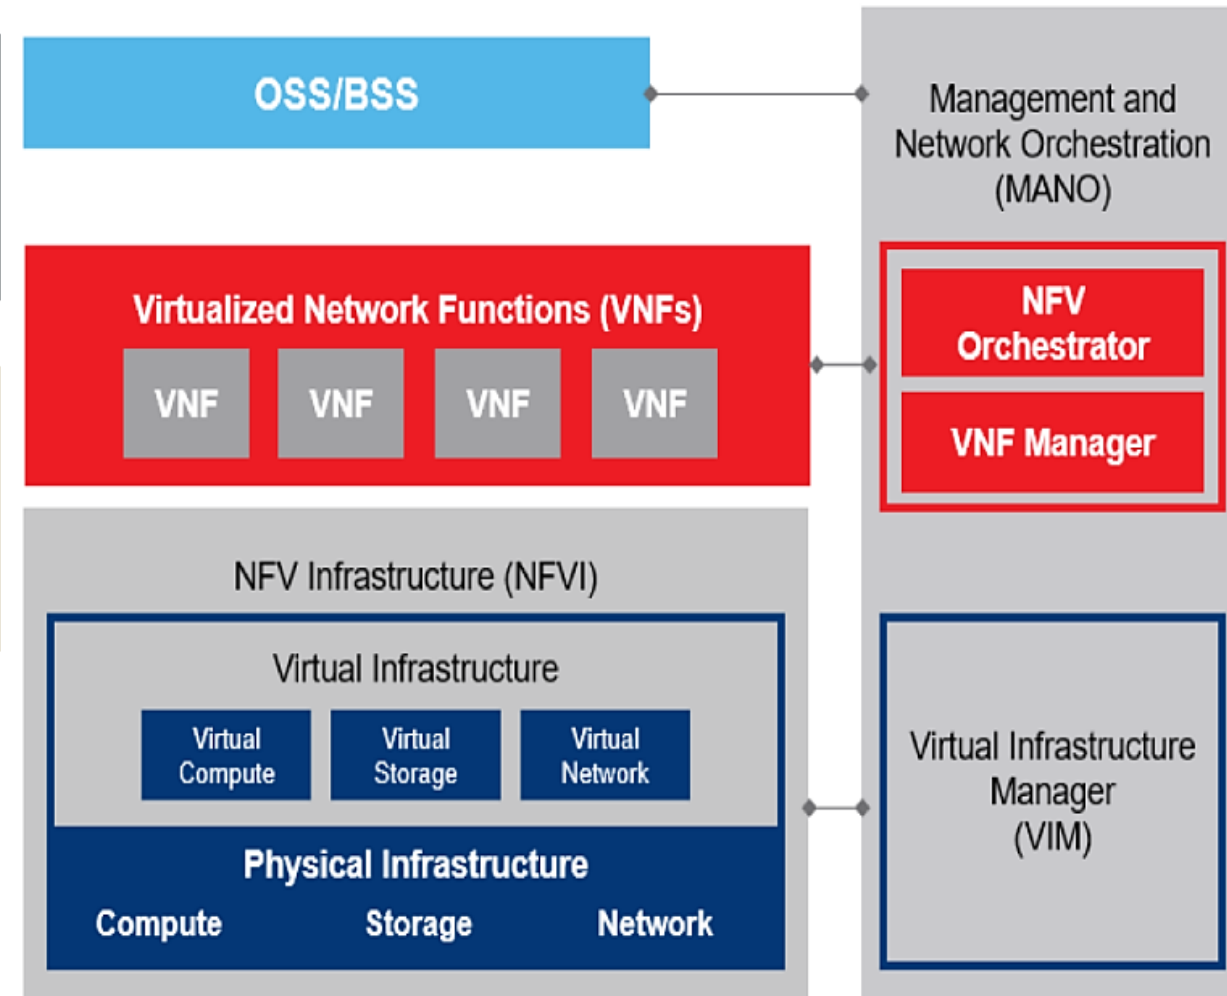 OSS/BSS
Management and
Network Orchestration
(MANO)
Virtualized Network Functions (VNFs)
VNF VNF VNF VNF
NFV
Orchestrator
VNF Manager
NFV Infrastructure (NFVI)
Virtual Infrastructure
Virtual
Compute
Virtual
Storage
Virtual
Network
Physical Infrastructure
Compute Storage Network
Virtual Infrastructure
Manager
(VIM)